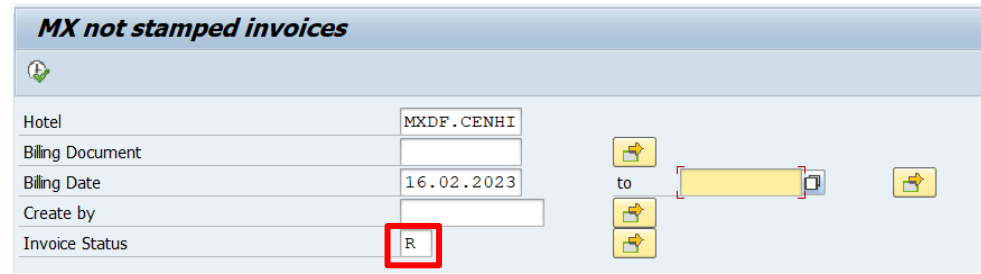 MX not stamped invoices
Hotel MXDF.CENHI
Billing Document
Billing Date 16.02.2023 to
Create by
Invoice Status R